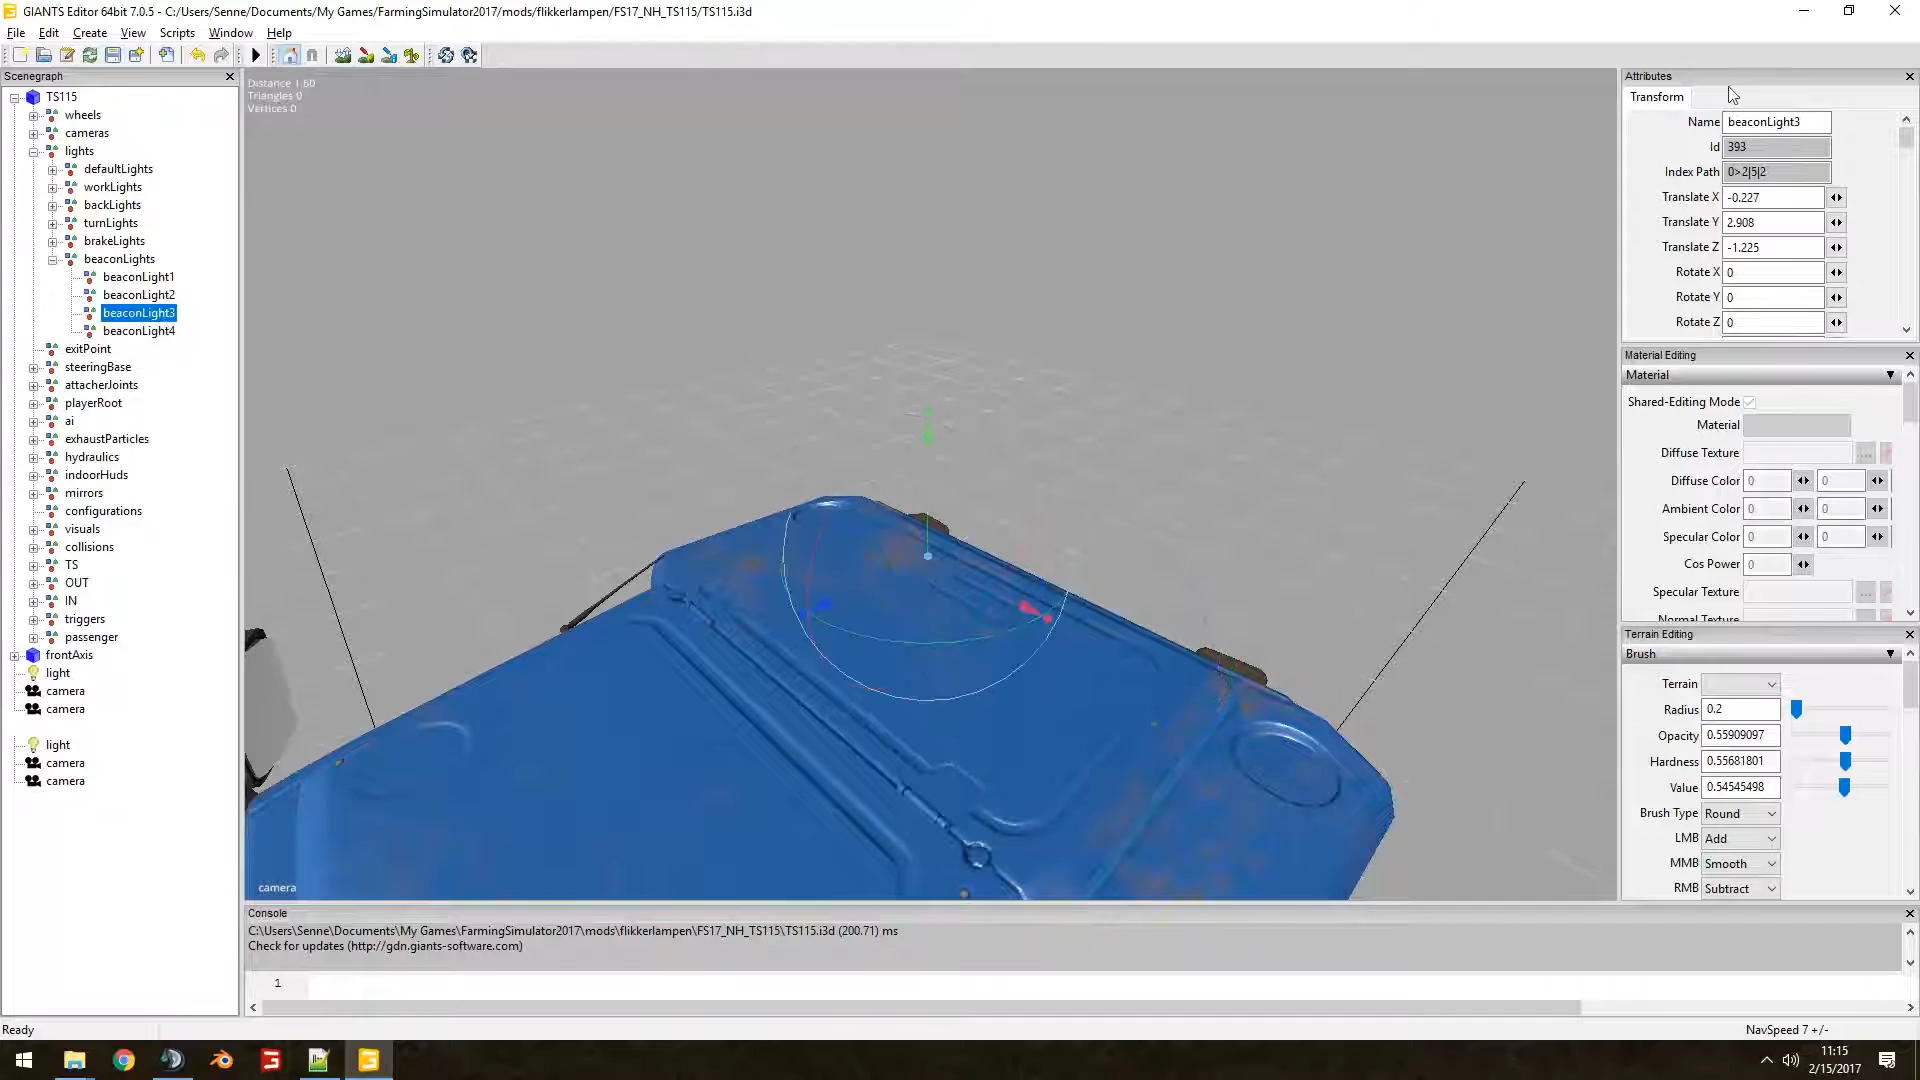 GIANTS Editor 64bit 7.0.5 - C:/Users/Senne/Documents/My Games/FarmingSimulator2017/mods/flikkerlampen/FS17_NH_TS115/TS115.i3d
File Edit Create View Scripts Window Help
Scenegraph
TS115
wheels
cameras
lights
defaultLights
workLights
backLights
turnLights
brakeLights
beaconLights
beaconLight1
beaconLight2
beaconLight3
beaconLight4
exitPoint
steeringBase
attacherJoints
playerRoot
ai
exhaustParticles
hydraulics
indoorHuds
mirrors
configurations
visuals
collisions
TS
OUT
IN
triggers
passenger
frontAxis
light
camera
camera
light
camera
camera
Distance 1.60
Triangles 0
Vertices 0
camera
Attributes
Transform
Name beaconLight3
Id 393
Index Path 0>2|5|2
Translate X -0.227
Translate Y 2.908
Translate Z -1.225
Rotate X 0
Rotate Y 0
Rotate Z 0
Material Editing
Material
Shared-Editing Mode
Material
Diffuse Texture ...
Diffuse Color 0 0
Ambient Color 0 0
Specular Color 0 0
Cos Power 0
Specular Texture ...
Normal Texture
Terrain Editing
Brush
Terrain
Radius 0.2
Opacity 0.55909097
Hardness 0.55681801
Value 0.54545498
Brush Type Round
LMB Add
MMB Smooth
RMB Subtract
Console
C:\Users\Senne\Documents\My Games\FarmingSimulator2017\mods\flikkerlampen\FS17_NH_TS115\TS115.i3d (200.71) ms
Check for updates (http://gdn.giants-software.com)
1
Ready
NavSpeed 7 +/-
11:15
2/15/2017